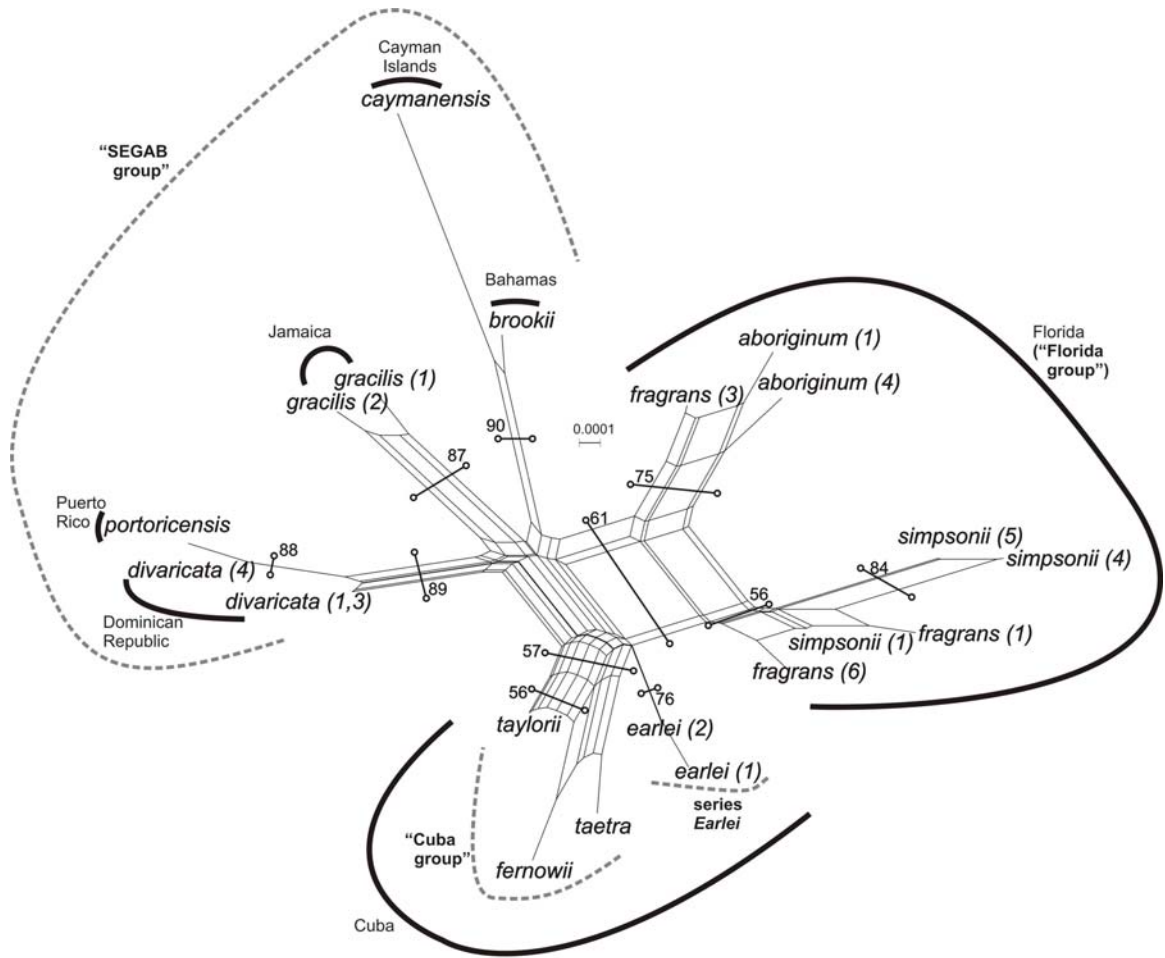 Cayman
Islands
caymanensis
“SEGAB
group”
Bahamas
brookii
Jamaica
gracilis (1)
gracilis (2)
Florida
(“Florida
group”)
aboriginum (1)
aboriginum (4)
fragrans (3)
0.0001
90
87
75
61
Puerto
Rico
portoricensis
88
divaricata (4)
divaricata (1,3)
89
Dominican
Republic
simpsonii (5)
simpsonii (4)
84
56
simpsonii (1)
fragrans (1)
fragrans (6)
57
56
76
taylorii
earlei (2)
earlei (1)
series
Earlei
taetra
“Cuba
group”
fernowii
Cuba